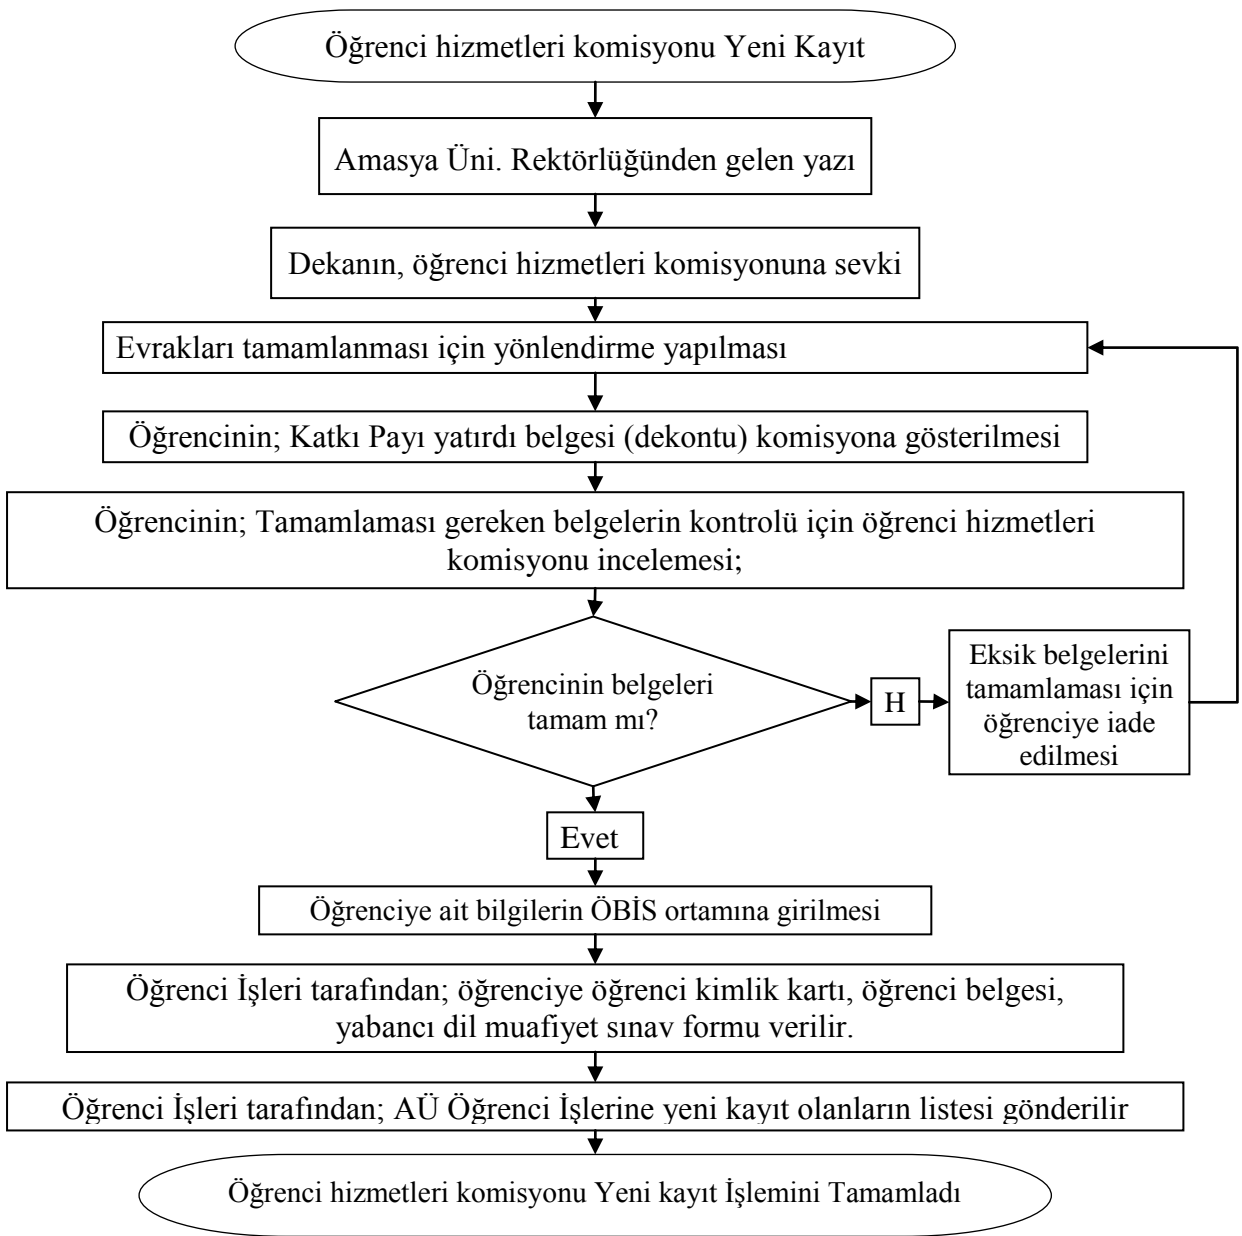 Öğrenci hizmetleri komisyonu Yeni Kayıt
Amasya Üni. Rektörlüğünden gelen yazı
Dekanın, öğrenci hizmetleri komisyonuna sevki
Evrakları tamamlanması için yönlendirme yapılması
Öğrencinin; Katkı Payı yatırdı belgesi (dekontu) komisyona gösterilmesi
Öğrencinin; Tamamlaması gereken belgelerin kontrolü için öğrenci hizmetleri
komisyonu incelemesi;
Öğrencinin belgeleri
tamam mı?
H
Eksik belgelerini
tamamlaması için
öğrenciye iade
edilmesi
Evet
Öğrenciye ait bilgilerin ÖBİS ortamına girilmesi
Öğrenci İşleri tarafından; öğrenciye öğrenci kimlik kartı, öğrenci belgesi,
yabancı dil muafiyet sınav formu verilir.
Öğrenci İşleri tarafından; AÜ Öğrenci İşlerine yeni kayıt olanların listesi gönderilir
Öğrenci hizmetleri komisyonu Yeni kayıt İşlemini Tamamladı